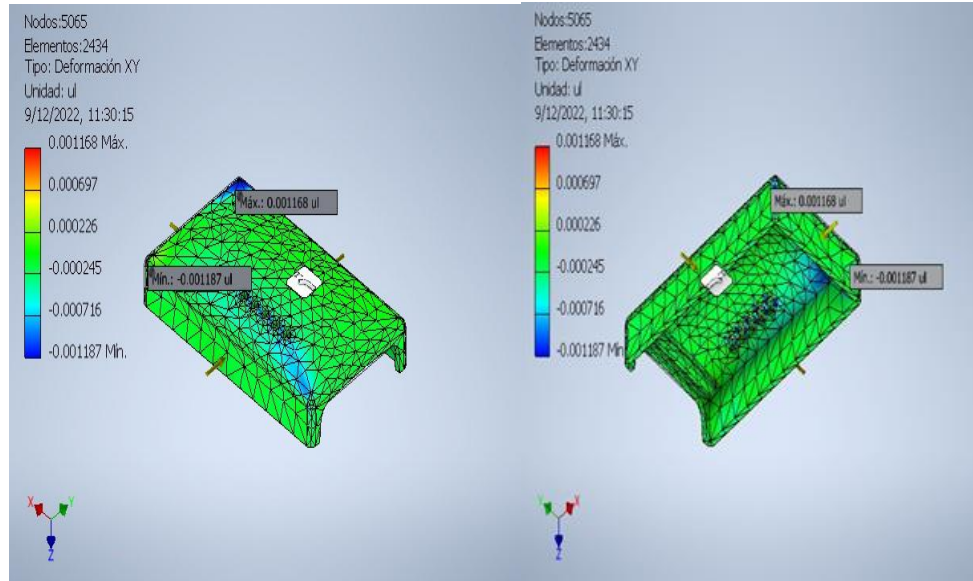 Nodos:5065
Elementos:2434
Tipo: Deformación XY
Unidad: ul
9/12/2022, 11:30:15
0.001168 Máx.
0.000697
0.000226
-0.000245
-0.000716
-0.001187 Mín.
Máx.: 0.001168 ul
Mín.: -0.001187 ul
X
Y
Z
Nodos:5065
Elementos:2434
Tipo: Deformación XY
Unidad: ul
9/12/2022, 11:30:15
0.001168 Máx.
0.000697
0.000226
-0.000245
-0.000716
-0.001187 Mín
Máx.: 0.001168 ul
Mín.: -0.001187 ul
Y
X
Z